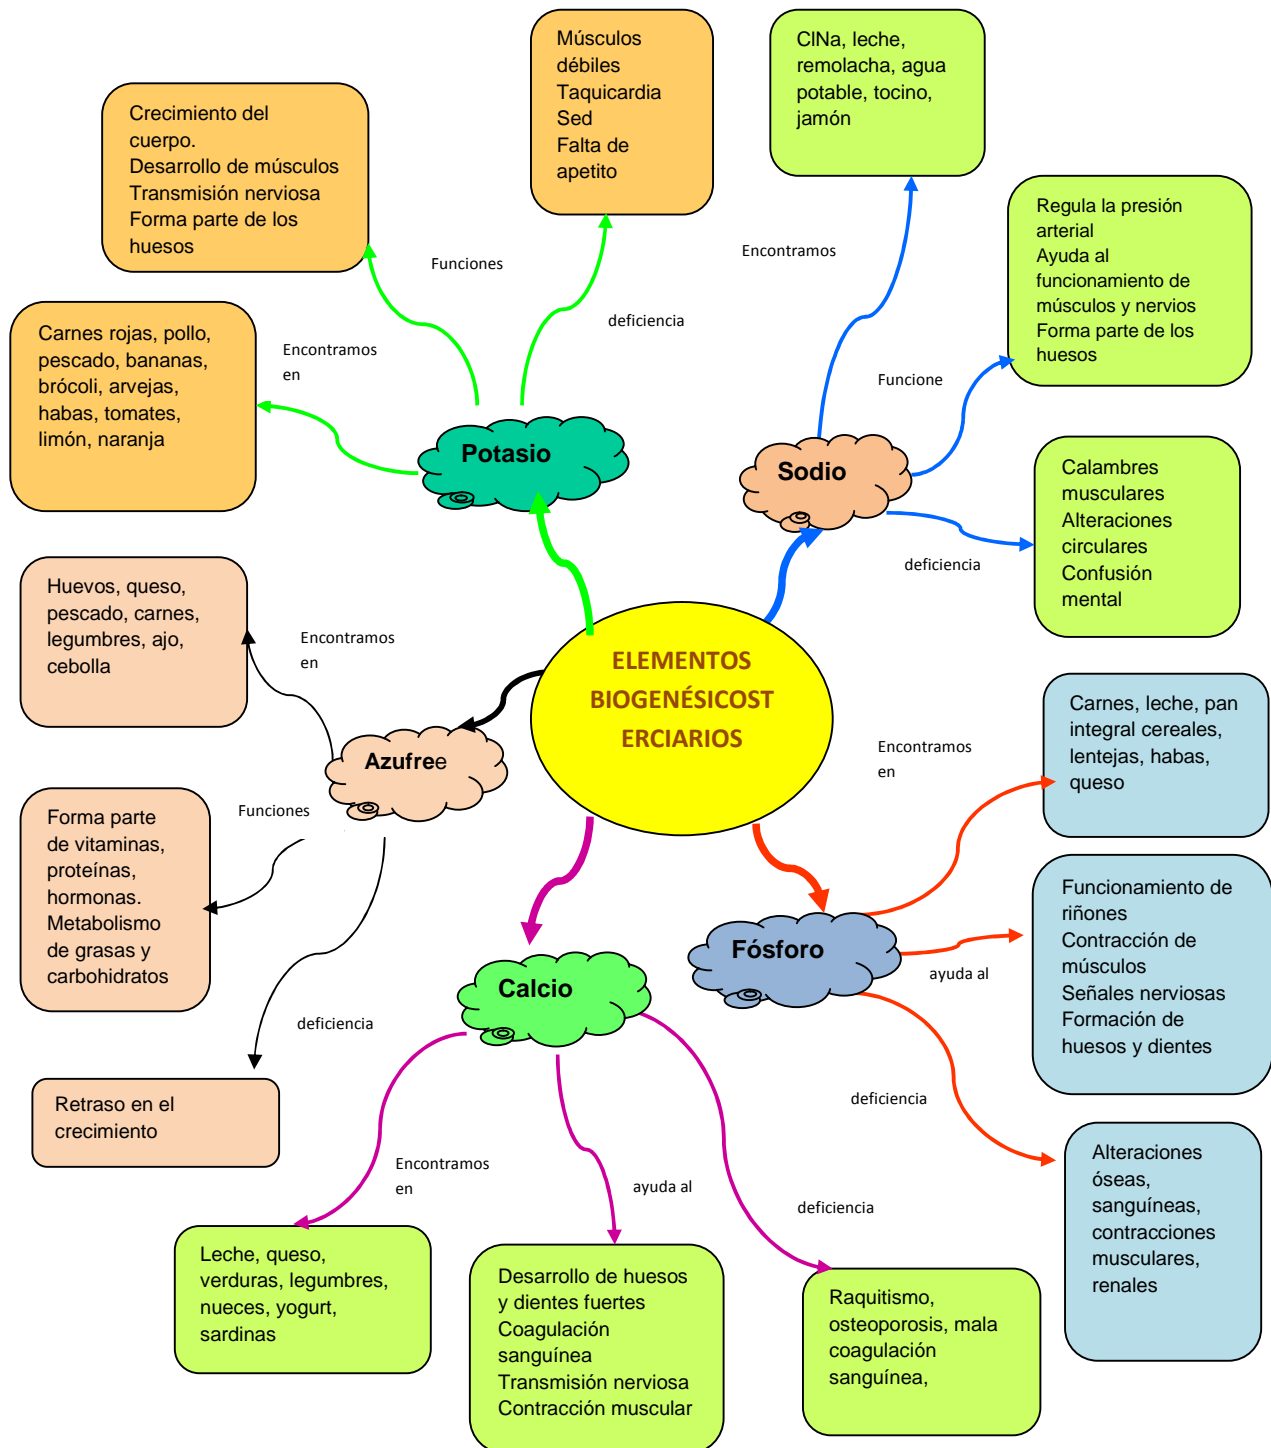 Músculos
débiles
Taquicardia
Sed
Falta de
apetito
ClNa, leche,
remolacha, agua
potable, tocino,
jamón
Crecimiento del
cuerpo.
Desarrollo de músculos
Transmisión nerviosa
Forma parte de los
huesos
Regula la presión
arterial
Ayuda al
funcionamiento de
músculos y nervios
Forma parte de los
huesos
Funciones
Encontramos
deficiencia
Carnes rojas, pollo,
pescado, bananas,
brócoli, arvejas,
habas, tomates,
limón, naranja
Encontramos
en
Funcione
Potasio
Sodio
Calambres
musculares
Alteraciones
circulares
Confusión
mental
deficiencia
Huevos, queso,
pescado, carnes,
legumbres, ajo,
cebolla
Encontramos
en
ELEMENTOS
BIOGENÉSICOST
ERCIARIOS
Carnes, leche, pan
integral cereales,
lentejas, habas,
queso
Encontramos
en
Azufree
Funciones
Forma parte
de vitaminas,
proteínas,
hormonas.
Metabolismo
de grasas y
carbohidratos
Funcionamiento de
riñones
Contracción de
músculos
Señales nerviosas
Formación de
huesos y dientes
Fósforo
ayuda al
Calcio
deficiencia
Retraso en el
crecimiento
deficiencia
Alteraciones
óseas,
sanguíneas,
contracciones
musculares,
renales
Encontramos
en
ayuda al
deficiencia
Leche, queso,
verduras, legumbres,
nueces, yogurt,
sardinas
Desarrollo de huesos
y dientes fuertes
Coagulación
sanguínea
Transmisión nerviosa
Contracción muscular
Raquitismo,
osteoporosis, mala
coagulación
sanguínea,